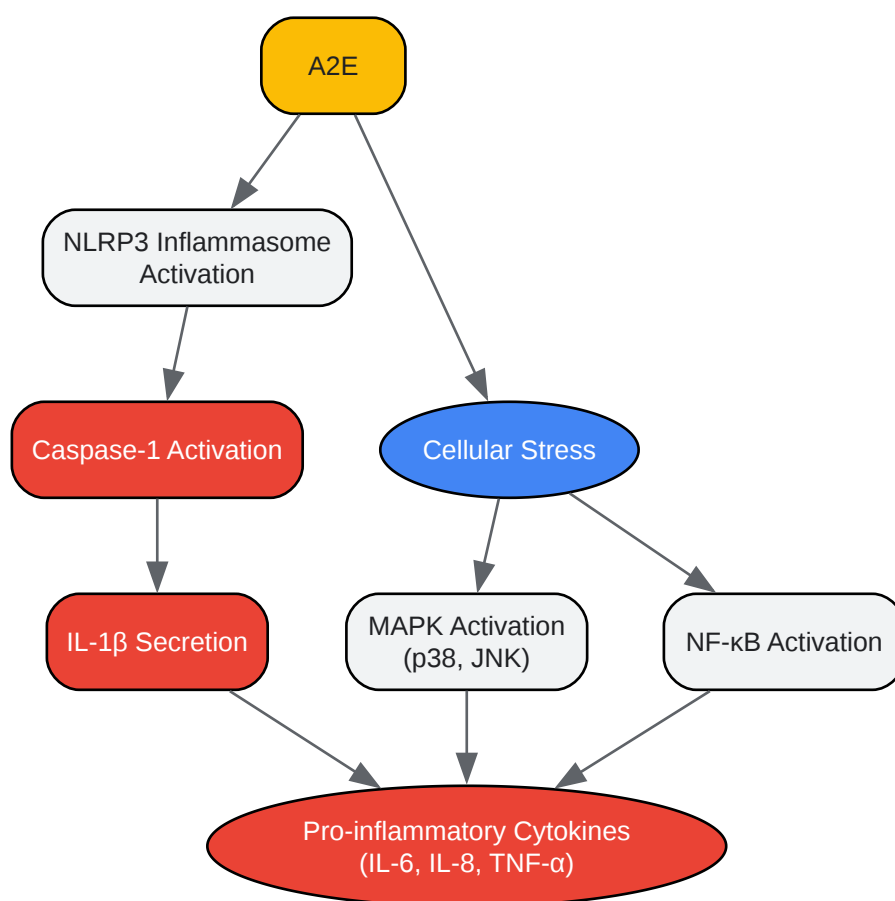 A2E
NLRP3 Inflammasome
Activation
Caspase-1 Activation
Cellular Stress
IL-1β Secretion
MAPK Activation
(p38, JNK)
NF-κB Activation
Pro-inflammatory Cytokines
(IL-6, IL-8, TNF-α)